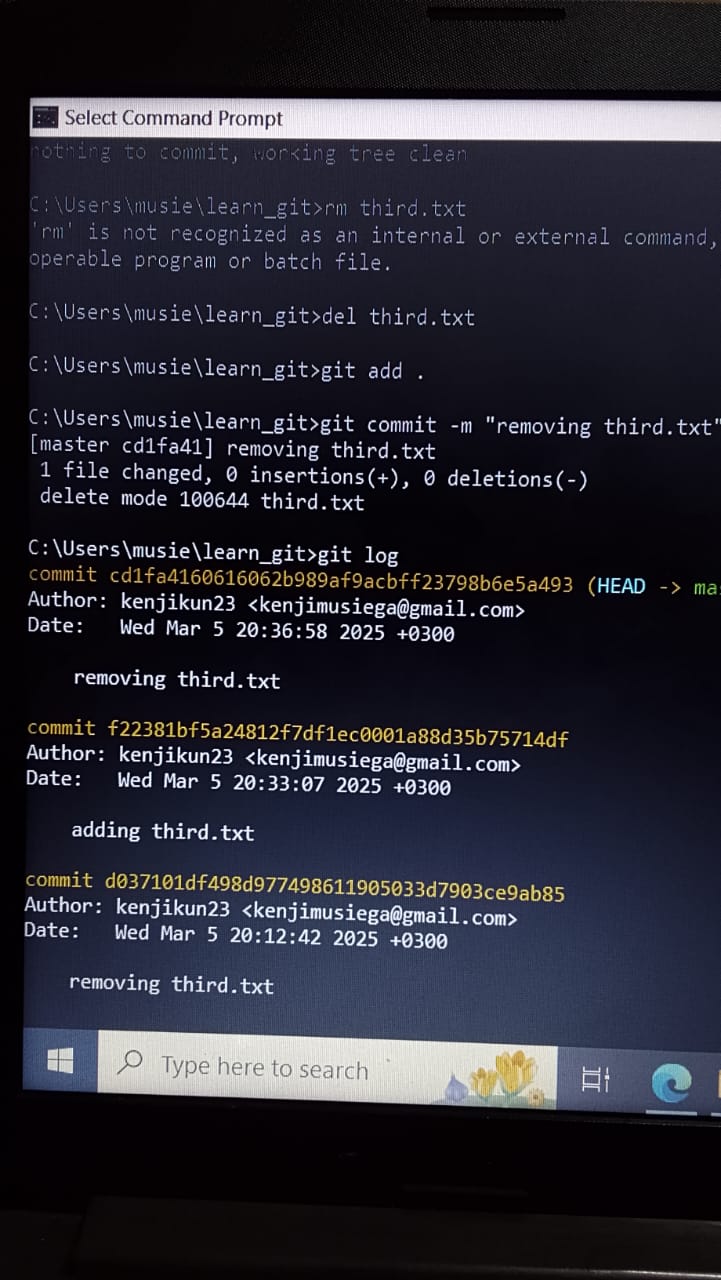 Select Command Prompt
nothing to commit, working tree clean
C:\Users\musie\learn_git>rm third.txt
'rm' is not recognized as an internal or external command,
operable program or batch file.
C:\Users\musie\learn_git>del third.txt
C:\Users\musie\learn_git>git add .
C:\Users\musie\learn_git>git commit -m "removing third.txt"
[master cd1fa41] removing third.txt
1 file changed, 0 insertions(+), 0 deletions(-)
delete mode 100644 third.txt
C:\Users\musie\learn_git>git log
commit cd1fa4160616062b989af9acbff23798b6e5a493 (HEAD -> mas
Author: kenjikun23 <kenjimusiega@gmail.com>
Date:   Wed Mar 5 20:36:58 2025 +0300
removing third.txt
commit f22381bf5a24812f7df1ec0001a88d35b75714df
Author: kenjikun23 <kenjimusiega@gmail.com>
Date:   Wed Mar 5 20:33:07 2025 +0300
adding third.txt
commit d037101df498d977498611905033d7903ce9ab85
Author: kenjikun23 <kenjimusiega@gmail.com>
Date:   Wed Mar 5 20:12:42 2025 +0300
removing third.txt
Type here to search